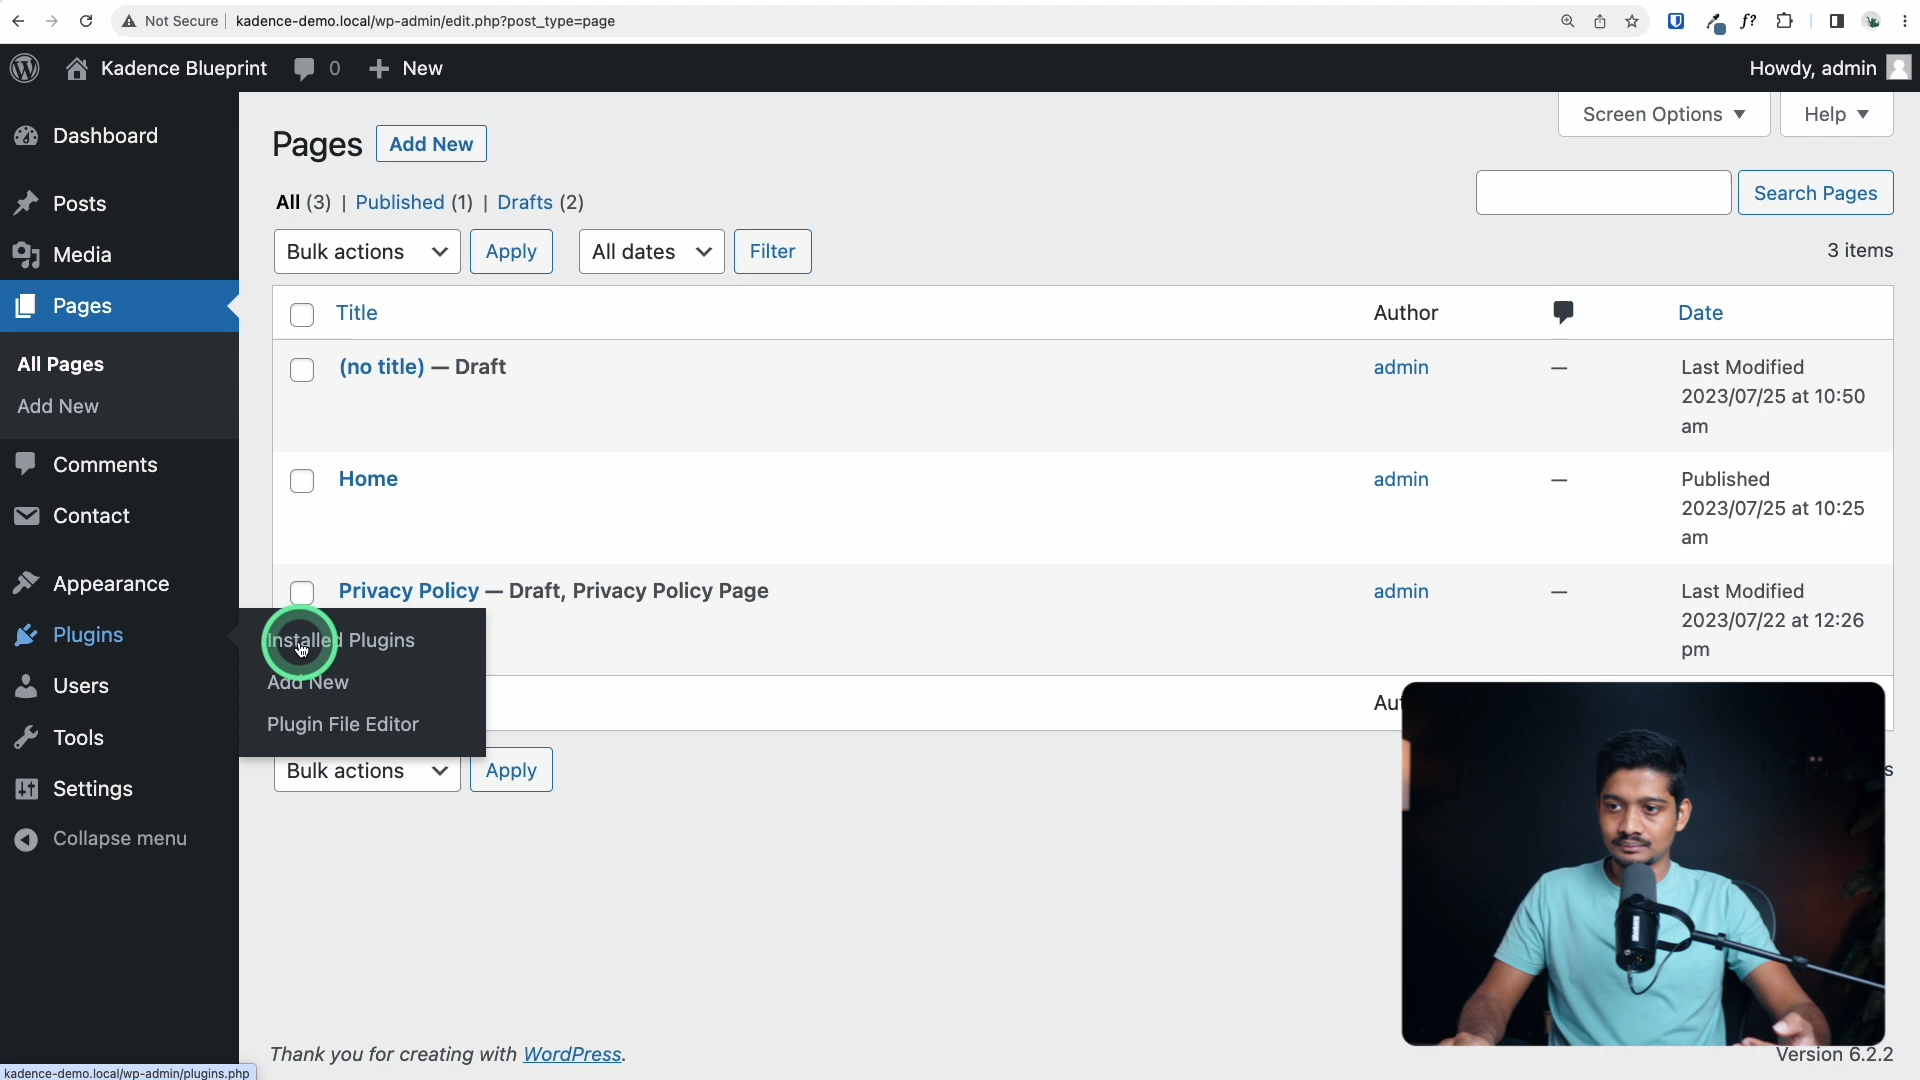 Not Secure
kadence-demo.local/wp-admin/edit.php?post_type=page
f?
Kadence Blueprint
0
New
Howdy, admin
Dashboard
Posts
Media
Pages
All Pages
Add New
Comments
Contact
Appearance
Plugins
Users
Tools
Settings
Collapse menu
Installed Plugins
Add New
Plugin File Editor
Screen Options
Help
Pages
Add New
All (3) | Published (1) | Drafts (2)
Search Pages
Bulk actions
Apply
All dates
Filter
3 items
Title
Author
Date
(no title) — Draft
admin
—
Last Modified
2023/07/25 at 10:50
am
Home
admin
—
Published
2023/07/25 at 10:25
am
Privacy Policy — Draft, Privacy Policy Page
admin
—
Last Modified
2023/07/22 at 12:26
pm
Bulk actions
Apply
Thank you for creating with WordPress.
Version 6.2.2
kadence-demo.local/wp-admin/plugins.php